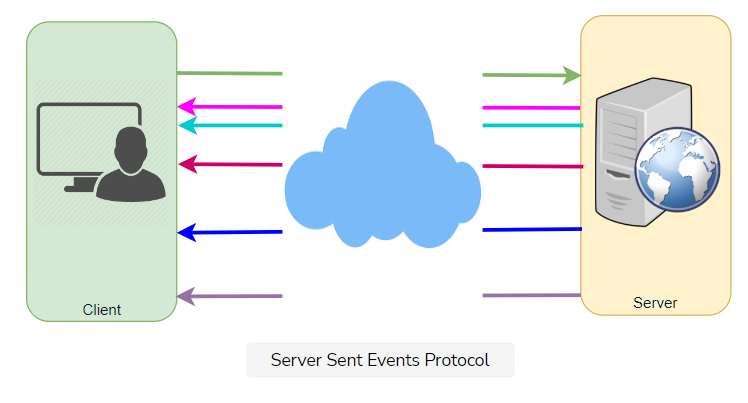 Client
Server
Server Sent Events Protocol